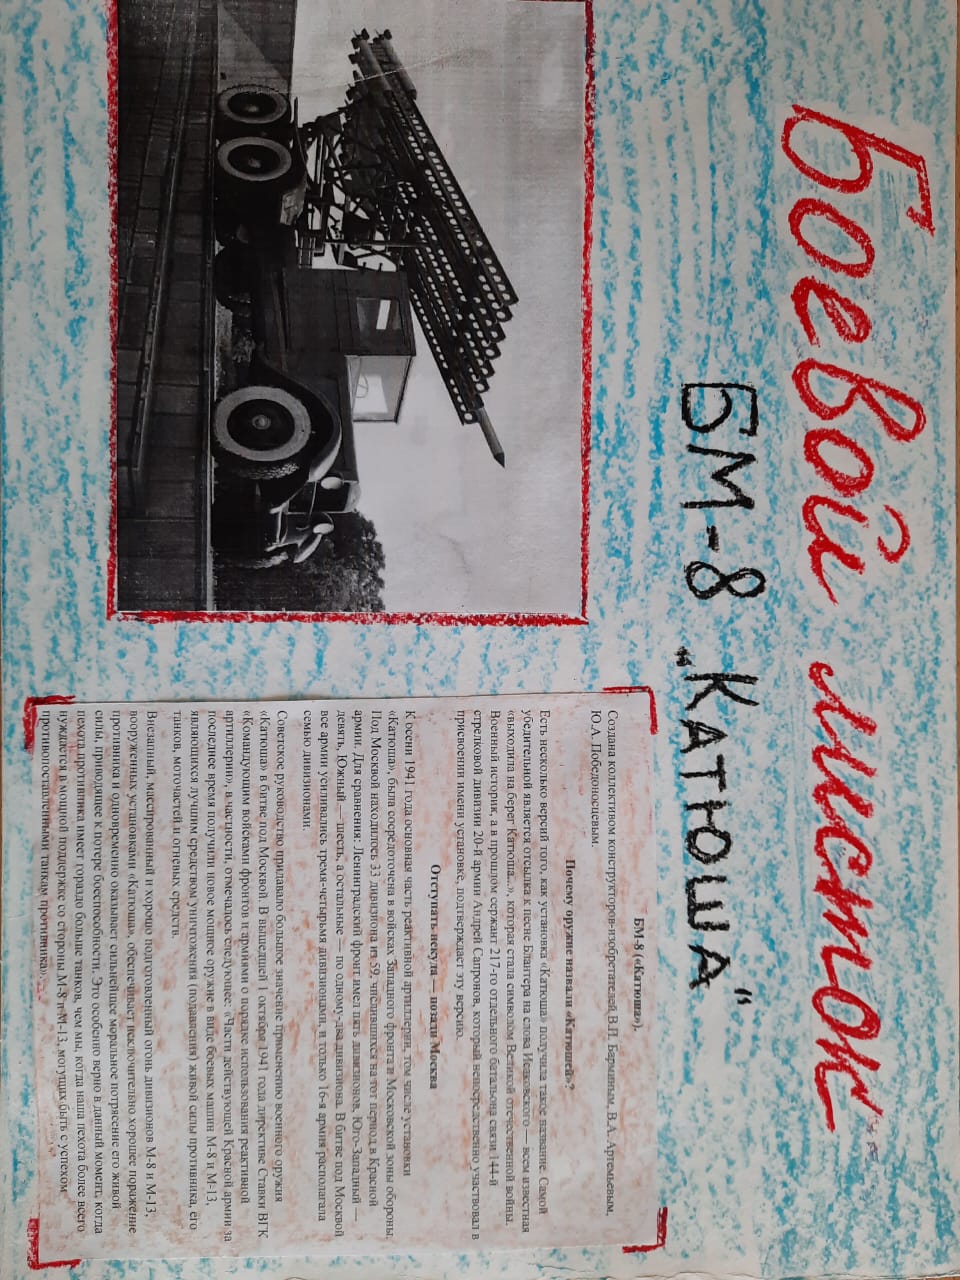 Боевой листок"
БМ-8 „Катюша"
БМ-8 («Катюша»).
Создана коллективом конструкторов-изобретателей В.П. Барминым, В.А. Артемьевым,
Ю.А. Победоносцевым.
Почему оружие назвали «Катюшей»?
Есть несколько версий того, как установка «Катюша» получила такое название. Самой
убедительной является отсылка к песне Блантера на слова Исаковского — всем известная
«выходила на берег Катюша...», которая стала символом Великой отечественной войны.
Военный историк, а в прошлом сержант 217-го отдельного батальона связи 144-й
стрелковой дивизии 20-й армии Андрей Сапронов, который непосредственно участвовал в
присвоении имени установке, подтверждает эту версию.
Отступать некуда — позади Москва
К осени 1941 года основная часть реактивной артиллерии, том числе установки
«Катюша», была сосредоточена в войсках Западного фронта и Московской зоны обороны.
Под Москвой находилось 33 дивизиона из 59, числившихся на тот период в Красной
армии. Для сравнения: Ленинградский фронт имел пять дивизионов, Юго-Западный —
девять, Южный — шесть, а остальные — по одному-два дивизиона. В битве под Москвой
все армии усиливались тремя-четырьмя дивизионами, и только 16-я армия располагала
семью дивизионами.
Советское руководство придавало большое значение применению военного оружия
«Катюша» в битве под Москвой. В вышедшей 1 октября 1941 года директиве Ставки ВГК
«Командующим войсками фронтов и армиями о порядке использования реактивной
артиллерии», в частности, отмечалось следующее: «Части действующей Красной армии за
последнее время получили новое мощное оружие в виде боевых машин М-8 и М-13,
являющихся лучшим средством уничтожения (подавления) живой силы противника, его
танков, моточастей и огневых средств.
Внезапный, массированный и хорошо подготовленный огонь дивизионов М-8 и М-13,
вооруженных установками «Катюша», обеспечивает исключительно хорошее поражение
противника и одновременно оказывает сильнейшее моральное потрясение его живой
силы, приводящее к потере боеспособности. Это особенно верно в данный момент, когда
пехота противника имеет гораздо больше танков, чем мы, когда наша пехота более всего
нуждается в мощной поддержке со стороны М-8 и М-13, могущих быть с успехом
противопоставленными танкам противника».